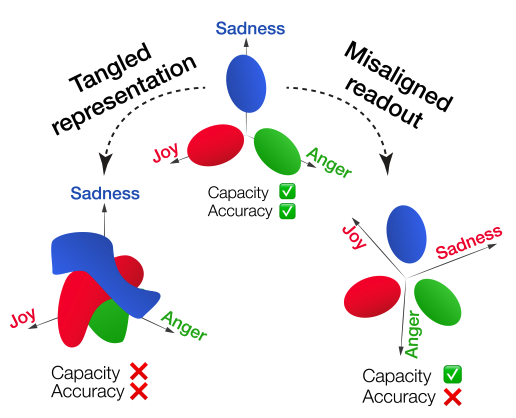 Sadness
Tangled
representation
Misaligned
readout
Joy
Anger
Capacity ✅
Accuracy ✅
Sadness
Joy
Anger
Capacity ❌
Accuracy ❌
Joy
Sadness
Anger
Capacity ✅
Accuracy ❌